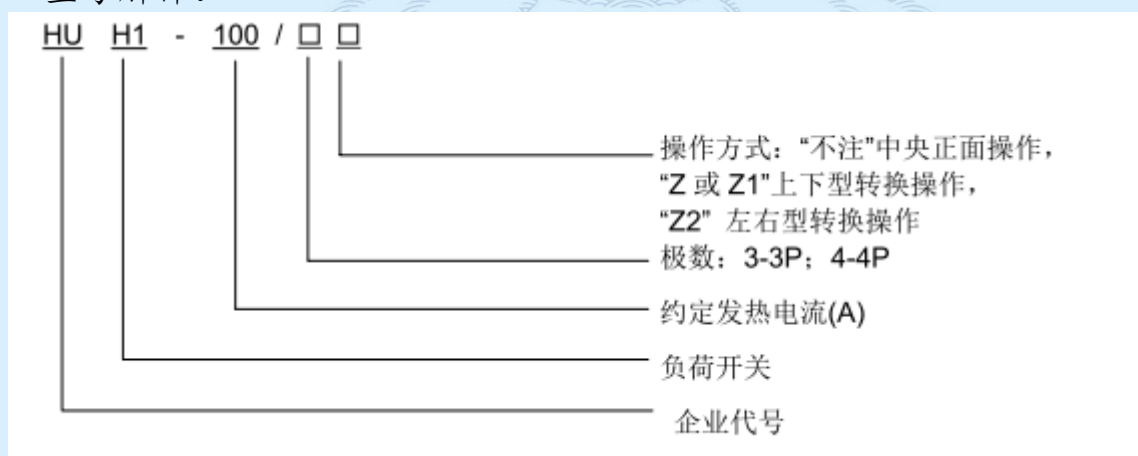 HU H1 - 100 / □ □
操作方式：“不注”中央正面操作，
“Z 或 Z1”上下型转换操作，
“Z2” 左右型转换操作
极数：3-3P；4-4P
约定发热电流(A)
负荷开关
企业代号